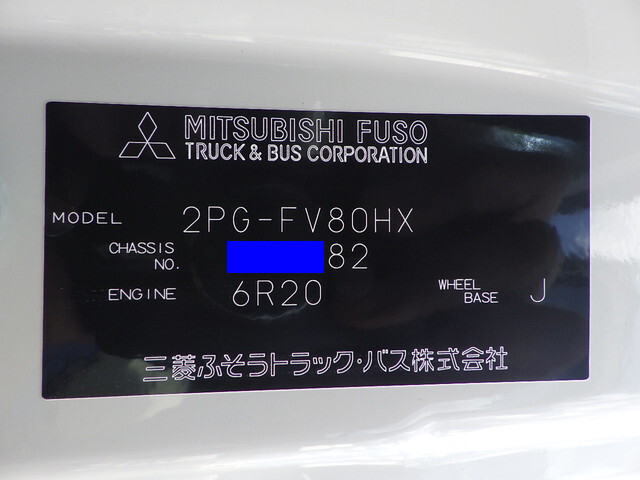 MITSUBISHI FUSO
TRUCK & BUS CORPORATION
MODEL 2PG-FV80HX
CHASSIS NO. 82
ENGINE 6R20 WHEEL BASE J
三菱ふそうトラック・バス株式会社